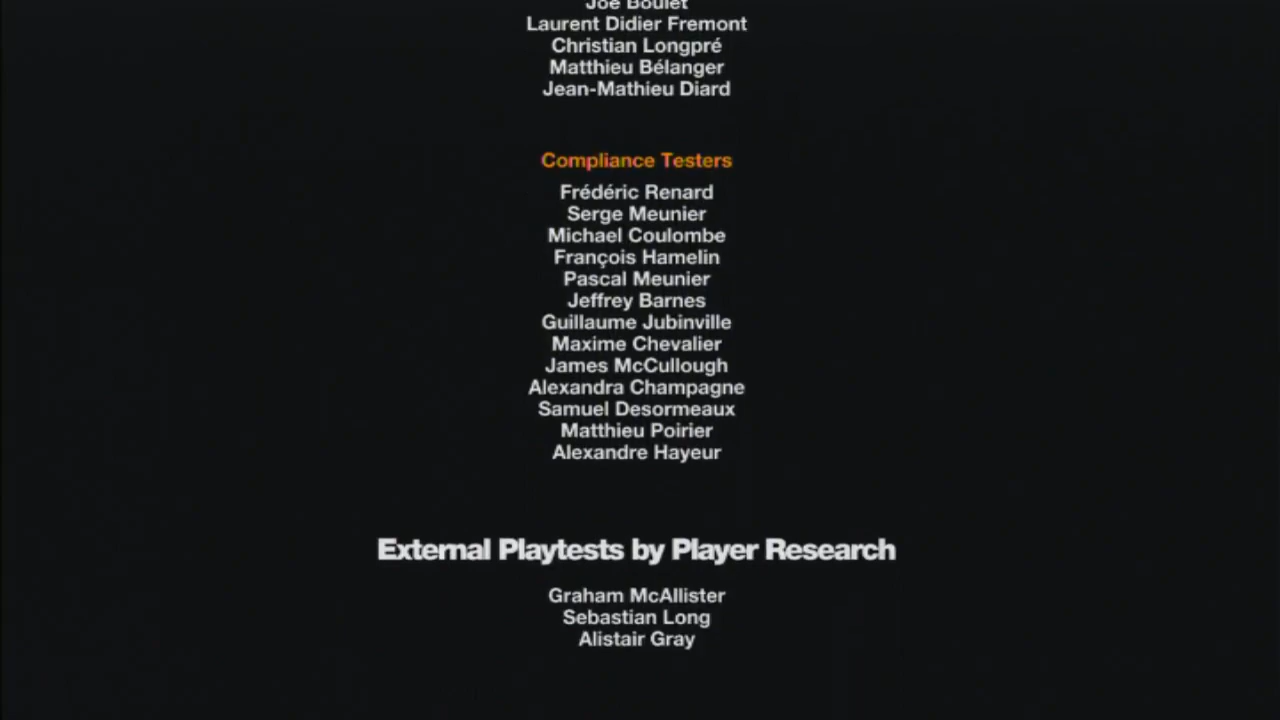 Joe Boulet
Laurent Didier Fremont
Christian Longpré
Matthieu Bélanger
Jean-Mathieu Diard
Compliance Testers
Frédéric Renard
Serge Meunier
Michael Coulombe
François Hamelin
Pascal Meunier
Jeffrey Barnes
Guillaume Jubinville
Maxime Chevalier
James McCullough
Alexandra Champagne
Samuel Desormeaux
Matthieu Poirier
Alexandre Hayeur
External Playtests by Player Research
Graham McAllister
Sebastian Long
Alistair Gray